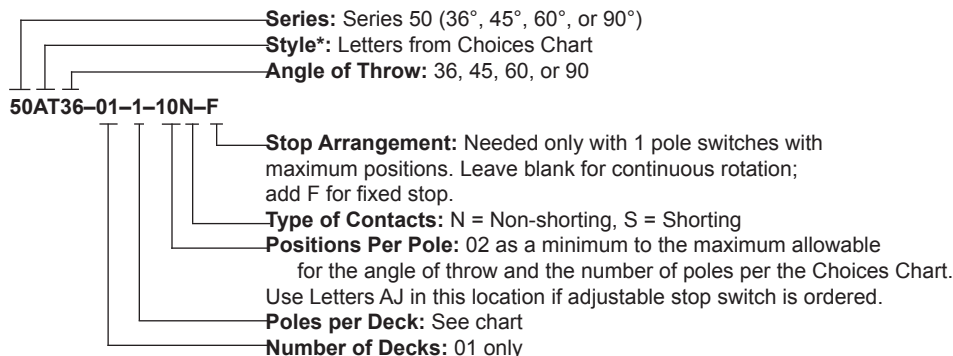 Series: Series 50 (36°, 45°, 60°, or 90°)
Style*: Letters from Choices Chart
Angle of Throw: 36, 45, 60, or 90
50AT36–01–1–10N–F
Stop Arrangement: Needed only with 1 pole switches with
maximum positions. Leave blank for continuous rotation;
add F for fixed stop.
Type of Contacts: N = Non-shorting, S = Shorting
Positions Per Pole: 02 as a minimum to the maximum allowable
for the angle of throw and the number of poles per the Choices Chart.
Use Letters AJ in this location if adjustable stop switch is ordered.
Poles per Deck: See chart
Number of Decks: 01 only